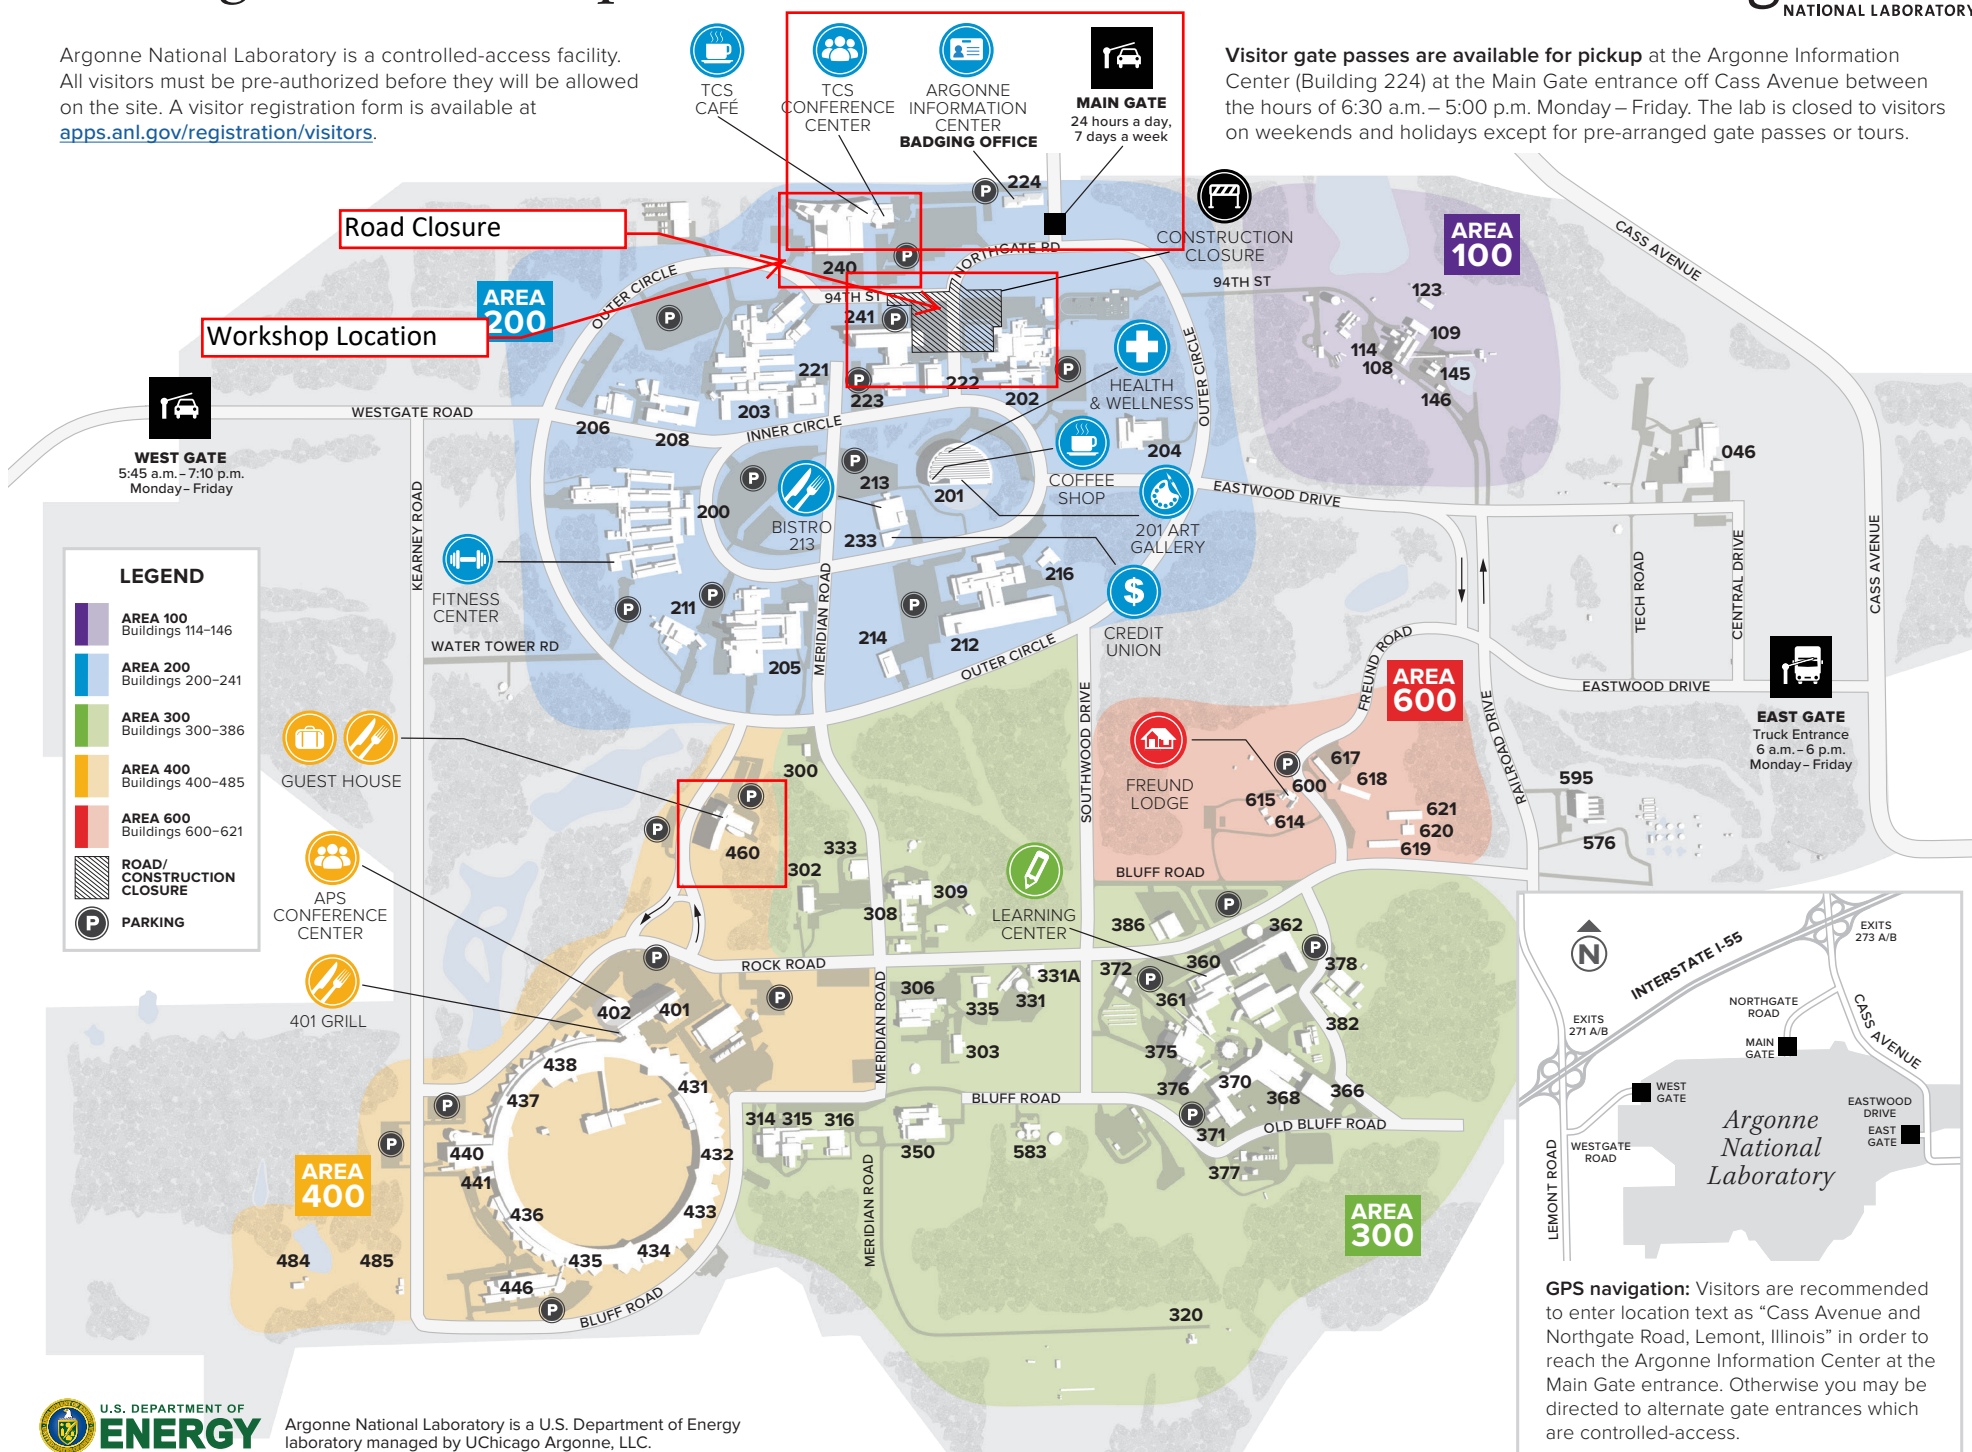 NATIONAL LABORATORY
Argonne National Laboratory is a controlled-access facility.
All visitors must be pre-authorized before they will be allowed
on the site. A visitor registration form is available at
apps.anl.gov/registration/visitors.
TCS
CAFÉ
TCS
CONFERENCE
CENTER
ARGONNE
INFORMATION
CENTER
BADGING OFFICE
MAIN GATE
24 hours a day,
7 days a week
Visitor gate passes are available for pickup at the Argonne Information
Center (Building 224) at the Main Gate entrance off Cass Avenue between
the hours of 6:30 a.m. – 5:00 p.m. Monday – Friday. The lab is closed to visitors
on weekends and holidays except for pre-arranged gate passes or tours.
P
224
Road Closure
Workshop Location
CONSTRUCTION
CLOSURE
NORTHGATE RD
CASS AVENUE
AREA
100
AREA
200
OUTER CIRCLE
240
P
94TH ST
94TH ST
241
P
P
123
109
114
108
145
146
221
P
223
222
202
P
HEALTH
& WELLNESS
OUTER CIRCLE
WESTGATE ROAD
203
206
208
INNER CIRCLE
WEST GATE
5:45 a.m. – 7:10 p.m.
Monday – Friday
204
046
P
P
213
201
COFFEE
SHOP
EASTWOOD DRIVE
KEARNEY ROAD
200
BISTRO
213
233
201 ART
GALLERY
LEGEND
AREA 100
Buildings 114–146
AREA 200
Buildings 200–241
AREA 300
Buildings 300–386
AREA 400
Buildings 400–485
AREA 600
Buildings 600–621
ROAD/
CONSTRUCTION
CLOSURE
P
PARKING
FITNESS
CENTER
WATER TOWER RD
P
211
P
205
MERIDIAN ROAD
P
214
212
216
OUTER CIRCLE
$
CREDIT
UNION
FREUND ROAD
TECH ROAD
CENTRAL DRIVE
CASS AVENUE
EASTWOOD DRIVE
EAST GATE
Truck Entrance
6 a.m. – 6 p.m.
Monday – Friday
AREA
600
SOUTHWOOD DRIVE
RAILROAD DRIVE
GUEST HOUSE
300
P
P
460
302
333
FREUND
LODGE
P
617
600
618
615
614
621
620
619
595
576
BLUFF ROAD
APS
CONFERENCE
CENTER
308
309
LEARNING
CENTER
386
P
362
P
378
401 GRILL
P
ROCK ROAD
P
402
401
306
335
331
331A
372
P
361
360
382
303
375
MERIDIAN ROAD
438
437
431
376
370
368
366
P
371
BLUFF ROAD
OLD BLUFF ROAD
P
P
440
441
432
314
315
316
350
583
377
AREA
400
436
433
435
434
446
484
485
P
BLUFF ROAD
MERIDIAN ROAD
AREA
300
320
N
INTERSTATE I-55
EXITS
273 A/B
NORTHGATE
ROAD
EXITS
271 A/B
MAIN
GATE
CASS AVENUE
WEST
GATE
EASTWOOD
DRIVE
EAST
GATE
WESTGATE
ROAD
LEMONT ROAD
Argonne
National
Laboratory
GPS navigation: Visitors are recommended
to enter location text as “Cass Avenue and
Northgate Road, Lemont, Illinois” in order to
reach the Argonne Information Center at the
Main Gate entrance. Otherwise you may be
directed to alternate gate entrances which
are controlled-access.
U.S. DEPARTMENT OF
ENERGY
Argonne National Laboratory is a U.S. Department of Energy
laboratory managed by UChicago Argonne, LLC.